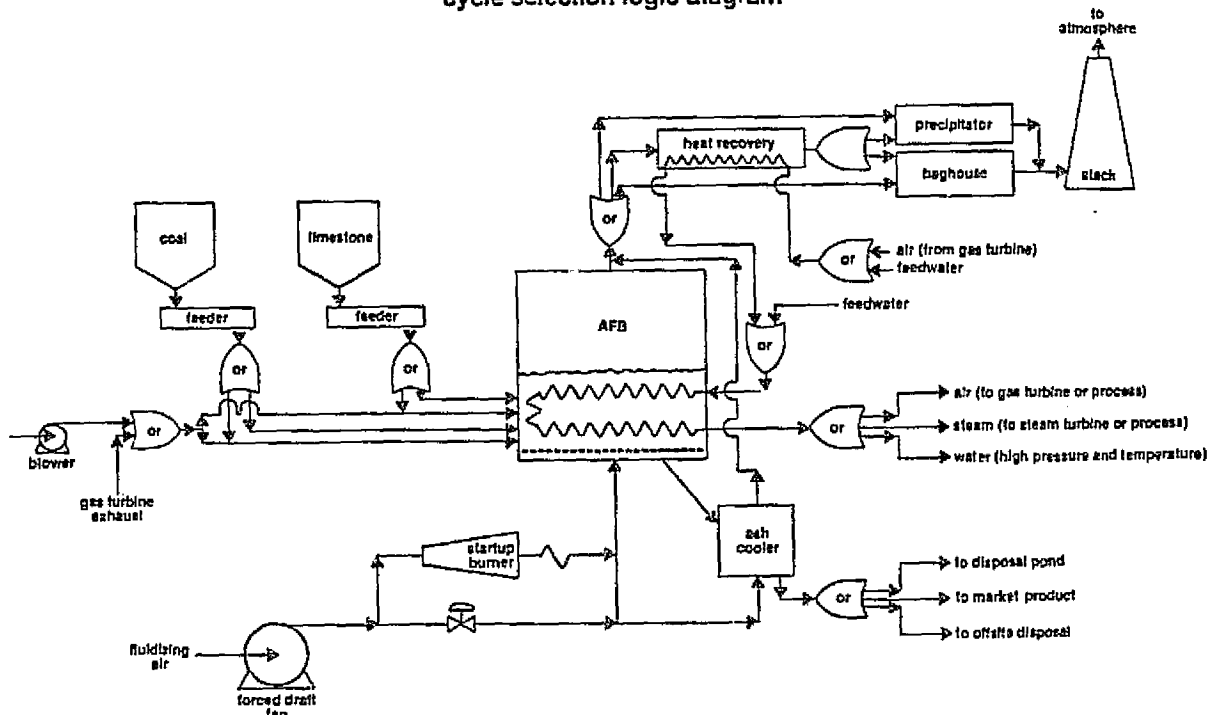 cycle selection logic diagram
to
atmosphere
precipitator
heat recovery
baghouse
stack
or
coal
limestone
or
air (from gas turbine)
feedwater
feeder
feeder
AFB
feedwater
or
or
or
air (to gas turbine or process)
or
or
steam (to steam turbine or process)
blower
water (high pressure and temperature)
gas turbine
exhaust
startup
burner
ash
cooler
to disposal pond
or
to market product
to offsite disposal
fluidizing
air
forced draft
fan